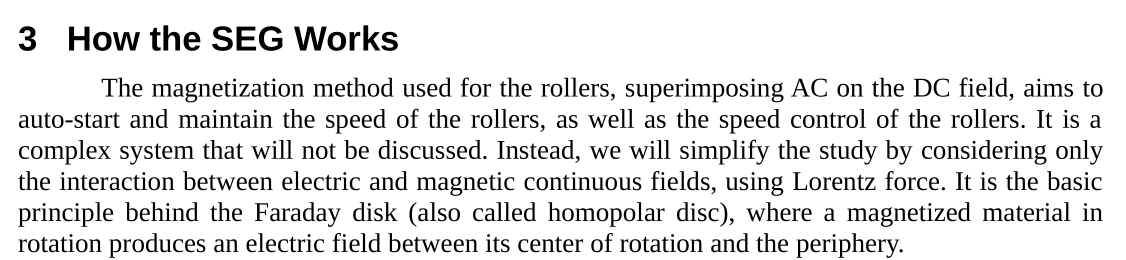 3 How the SEG Works
The magnetization method used for the rollers, superimposing AC on the DC field, aims to
auto-start and maintain the speed of the rollers, as well as the speed control of the rollers. It is a
complex system that will not be discussed. Instead, we will simplify the study by considering only
the interaction between electric and magnetic continuous fields, using Lorentz force. It is the basic
principle behind the Faraday disk (also called homopolar disc), where a magnetized material in
rotation produces an electric field between its center of rotation and the periphery.